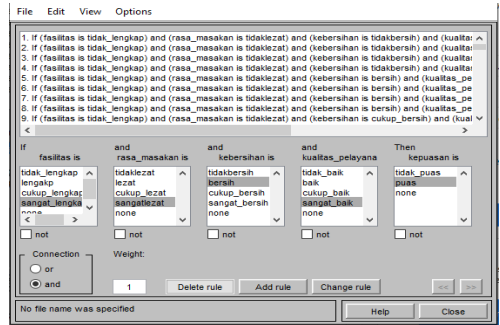 File Edit View Options
1. If (fasilitas is tidak_lengkap) and (rasa_masakan is tidaklezat) and (kebersihan is tidakbersih) and (kualita
2. If (fasilitas is tidak_lengkap) and (rasa_masakan is tidaklezat) and (kebersihan is tidakbersih) and (kualita
3. If (fasilitas is tidak_lengkap) and (rasa_masakan is tidaklezat) and (kebersihan is tidakbersih) and (kualita
4. If (fasilitas is tidak_lengkap) and (rasa_masakan is tidaklezat) and (kebersihan is tidakbersih) and (kualita
5. If (fasilitas is tidak_lengkap) and (rasa_masakan is tidaklezat) and (kebersihan is bersih) and (kualitas_pe
6. If (fasilitas is tidak_lengkap) and (rasa_masakan is tidaklezat) and (kebersihan is bersih) and (kualitas_pe
7. If (fasilitas is tidak_lengkap) and (rasa_masakan is tidaklezat) and (kebersihan is bersih) and (kualitas_pe
8. If (fasilitas is tidak_lengkap) and (rasa_masakan is tidaklezat) and (kebersihan is bersih) and (kualitas_pe
9. If (fasilitas is tidak_lengkap) and (rasa_masakan is tidaklezat) and (kebersihan is cukup_bersih) and (kual
If and and and Then
fasilitas is rasa_masakan is kebersihan is kualitas_pelayana kepuasan is
tidak_lengkap tidaklezat tidakbersih tidak_baik tidak_puas
lengakp lezat bersih baik puas
cukup_lengkap cukup_lezat cukup_bersih cukup_baik none
sangat_lengka sangatlezat sangat_bersih sangat_baik
none none none none
not not not not not
Connection Weight:
or
and 1 Delete rule Add rule Change rule << >>
No file name was specified Help Close